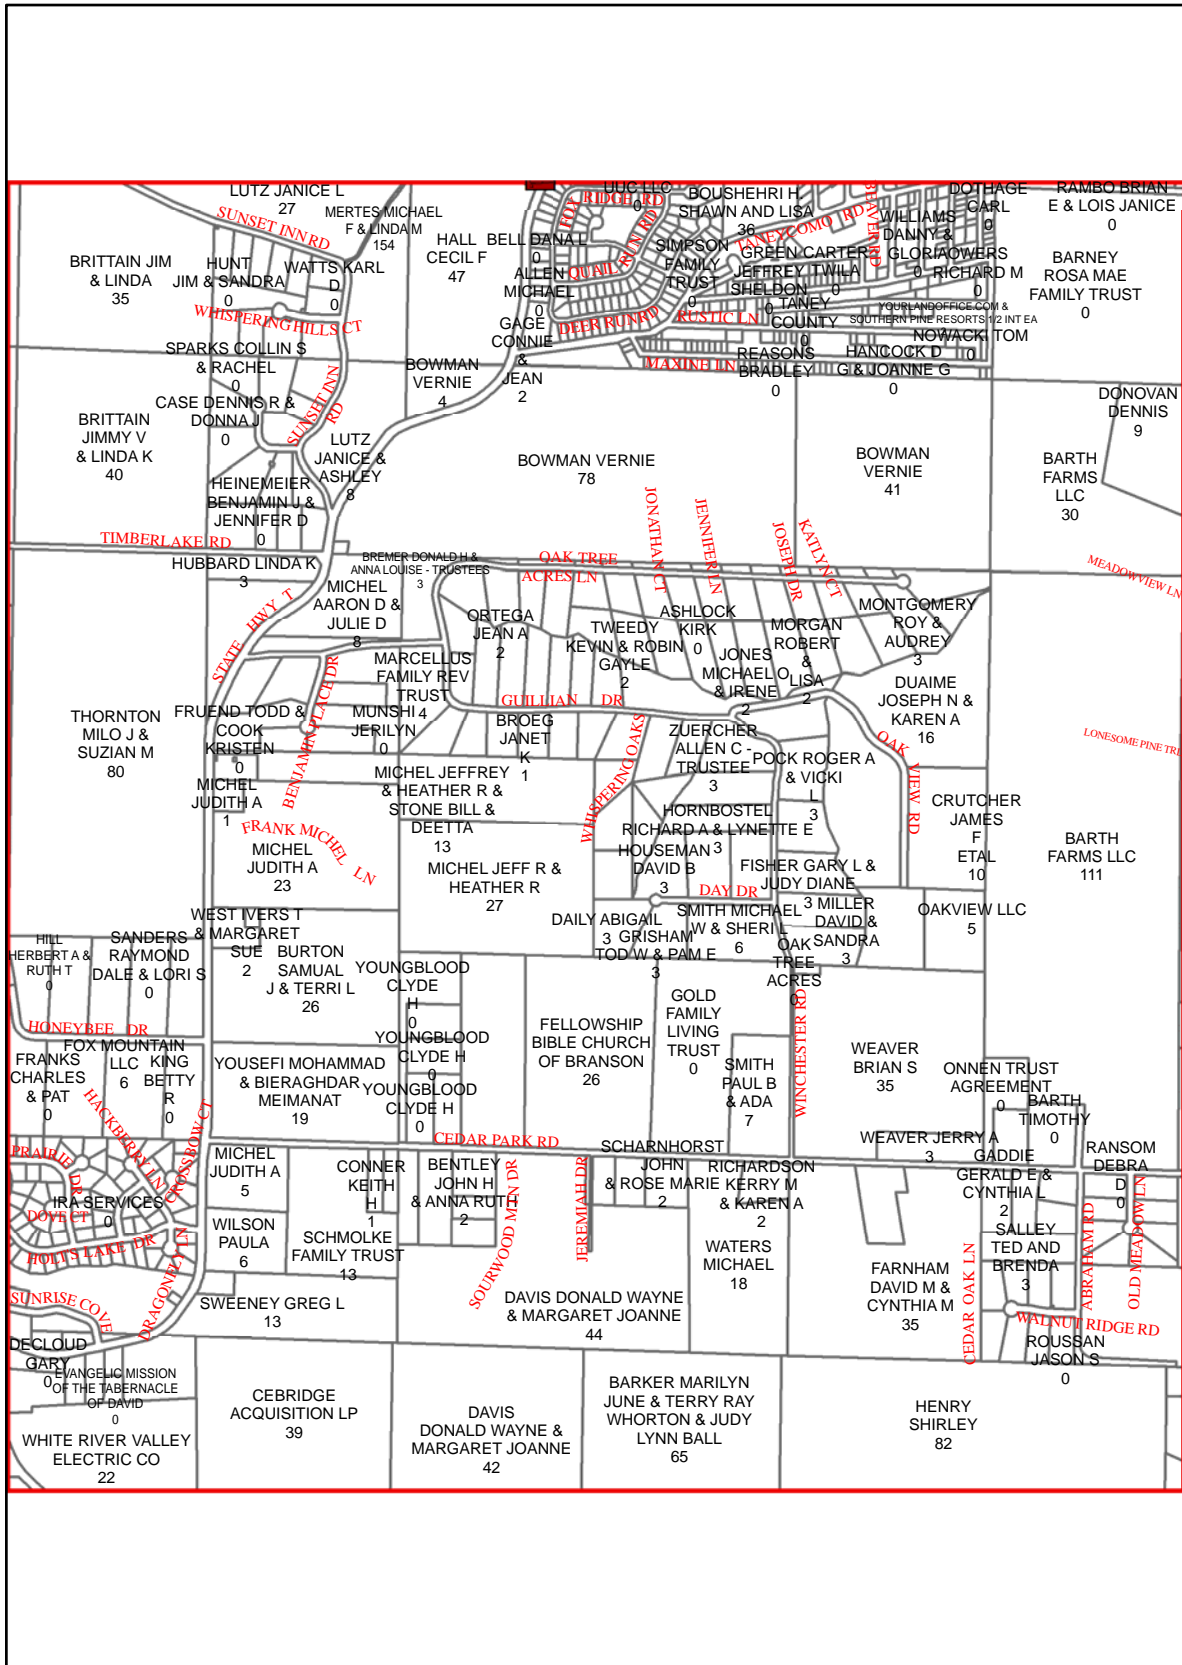 LUTZ JANICE L
27
SUNSET INN RD
MERTES MICHAEL
F & LINDA M
154
HALL
CECIL F
47
BELL DANA L
0
ALLEN
MICHAEL
0
FOX
RIDGE RD
UUC LLC
0
QUAIL RUN RD
DEER RUN RD
BOUSHEHRI H
SHAWN AND LISA
36
SIMPSON
FAMILY
TRUST
0
TANEYCOMO RD
BEAVER RD
GREEN CARTER
JEFFREY TWILA
SHELDON 0
0
WILLIAMS
DANNY &
GLORIA
0
OWERS
RICHARD M
0
DOTHAGE
CARL
0
RAMBO BRIAN
E & LOIS JANICE
0
BARNEY
ROSA MAE
FAMILY TRUST
0
BRITTAIN JIM
& LINDA
35
HUNT
JIM & SANDRA
0
WATTS KARL
D
0
WHISPERING HILLS CT
RUSTIC LN
TANEY
COUNTY
0
YOURLANDOFFICE.COM &
SOUTHERN PINE RESORTS 1/2 INT EA
0
NOWACKI TOM
GAGE
CONNIE
&
JEAN
2
SPARKS COLLIN S
& RACHEL
0
BOWMAN
VERNIE
4
MAXINE LN
REASONS
BRADLEY
0
HANCOCK D
G & JOANNE G
0
DONOVAN
DENNIS
9
CASE DENNIS R &
DONNA J
0
SUNSET INN
RD
BRITTAIN
JIMMY V
& LINDA K
40
LUTZ
JANICE &
ASHLEY
8
BOWMAN VERNIE
78
BOWMAN
VERNIE
41
BARTH
FARMS
LLC
30
HEINEMEIER
BENJAMIN J &
JENNIFER D
0
JONATHAN CT
JENNIFER LN
JOSEPH DR
KATLYN CT
TIMBERLAKE RD
HUBBARD LINDA K
3
BREMER DONALD H &
ANNA LOUISE - TRUSTEES
3
OAK TREE
ACRES LN
MEADOWVIEW LN
STATE HWY T
MICHEL
AARON D &
JULIE D
8
ORTEGA
JEAN A
2
TWEEDY
KEVIN & ROBIN
GAYLE
2
ASHLOCK
KIRK
0
MORGAN
ROBERT
&
LISA
2
MONTGOMERY
ROY &
AUDREY
3
JONES
MICHAEL O
& IRENE
2
MARCELLUS
FAMILY REV
TRUST
4
GUILLIAN DR
DUAIME
JOSEPH N &
KAREN A
16
THORNTON
MILO J &
SUZIAN M
80
FRUEND TODD &
COOK
KRISTEN
0
BENJAMIN PLACE DR
MUNSHI
JERILYN
0
BROEG
JANET
K
1
WHISPERING OAKS
ZUERCHER
ALLEN C -
TRUSTEE
3
POCK ROGER A
& VICKI
L
3
OAK VIEW RD
LONESOME PINE TRL
MICHEL
JUDITH A
1
MICHEL JEFFREY
& HEATHER R &
STONE BILL &
DEETTA
13
HORNBOSTEL
RICHARD A & LYNETTE E
3
CRUTCHER
JAMES
F
ETAL
10
BARTH
FARMS LLC
111
FRANK MICHEL LN
MICHEL
JUDITH A
23
MICHEL JEFF R &
HEATHER R
27
HOUSEMAN
DAVID B
3
FISHER GARY L &
JUDY DIANE
3
DAY DR
WEST IVERS T
& MARGARET
SUE
2
DAILY ABIGAIL
3
SMITH MICHAEL
W & SHERI L
6
MILLER
DAVID &
SANDRA
3
OAKVIEW LLC
5
HILL
HERBERT A &
RUTH T
0
SANDERS
RAYMOND
DALE & LORI S
0
BURTON
SAMUAL
J & TERRI L
26
GRISHAM
TOD W & PAM E
3
OAK
TREE
ACRES
0
YOUNGBLOOD
CLYDE
H
0
HONEYBEE DR
FELLOWSHIP
BIBLE CHURCH
OF BRANSON
26
GOLD
FAMILY
LIVING
TRUST
0
WINCHESTER RD
FRANKS
CHARLES
& PAT
0
FOX MOUNTAIN
LLC
6
KING
BETTY
R
0
YOUSEFI MOHAMMAD
& BIERAGHDAR
MEIMANAT
19
YOUNGBLOOD
CLYDE H
0
YOUNGBLOOD
CLYDE H
0
SMITH
PAUL B
& ADA
7
WEAVER
BRIAN S
35
ONNEN TRUST
AGREEMENT
0
BARTH
TIMOTHY
0
HACKBERRY LN
CROSSBOW CT
CEDAR PARK RD
WEAVER JERRY A
3
PRAIRIE DR
MICHEL
JUDITH A
5
CONNER
KEITH
H
1
BENTLEY
JOHN H
& ANNA RUTH
2
SOURWOOD MTN DR
JEREMIAH DR
SCHARNHORST
JOHN
& ROSE MARIE
2
RICHARDSON
KERRY M
& KAREN A
2
GADDIE
GERALD E &
CYNTHIA L
2
RANSOM
DEBRA
D
0
IRA SERVICES
0
DOVE CT
HOLTS LAKE DR
WILSON
PAULA
6
SCHMOLKE
FAMILY TRUST
13
WATERS
MICHAEL
18
SALLEY
TED AND
BRENDA
3
ABRAHAM RD
OLD MEADOW LN
DRAGONFLY LN
SUNRISE COVE
SWEENEY GREG L
13
DAVIS DONALD WAYNE
& MARGARET JOANNE
44
FARNHAM
DAVID M &
CYNTHIA M
35
CEDAR OAK LN
WALNUT RIDGE RD
DECLOUD
GARY
0
EVANGELIC MISSION
OF THE TABERNACLE
OF DAVID
0
ROUSSAN
JASON S
0
CEBRIDGE
ACQUISITION LP
39
DAVIS
DONALD WAYNE &
MARGARET JOANNE
42
BARKER MARILYN
JUNE & TERRY RAY
WHORTON & JUDY
LYNN BALL
65
HENRY
SHIRLEY
82
WHITE RIVER VALLEY
ELECTRIC CO
22